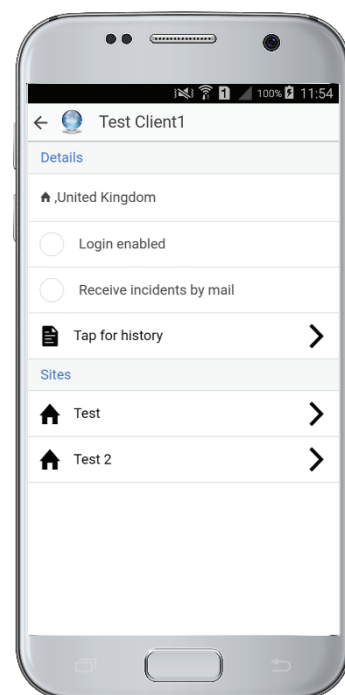 1 100% 11:54
Test Client1
Details
,United Kingdom
Login enabled
Receive incidents by mail
Tap for history
Sites
Test
Test 2